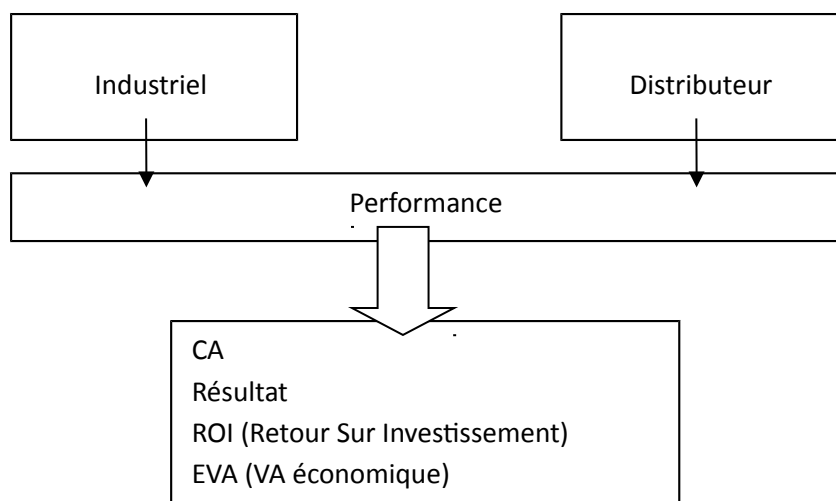 Industriel
Distributeur
Performance
CA
Résultat
ROI (Retour Sur Investissement)
EVA (VA économique)